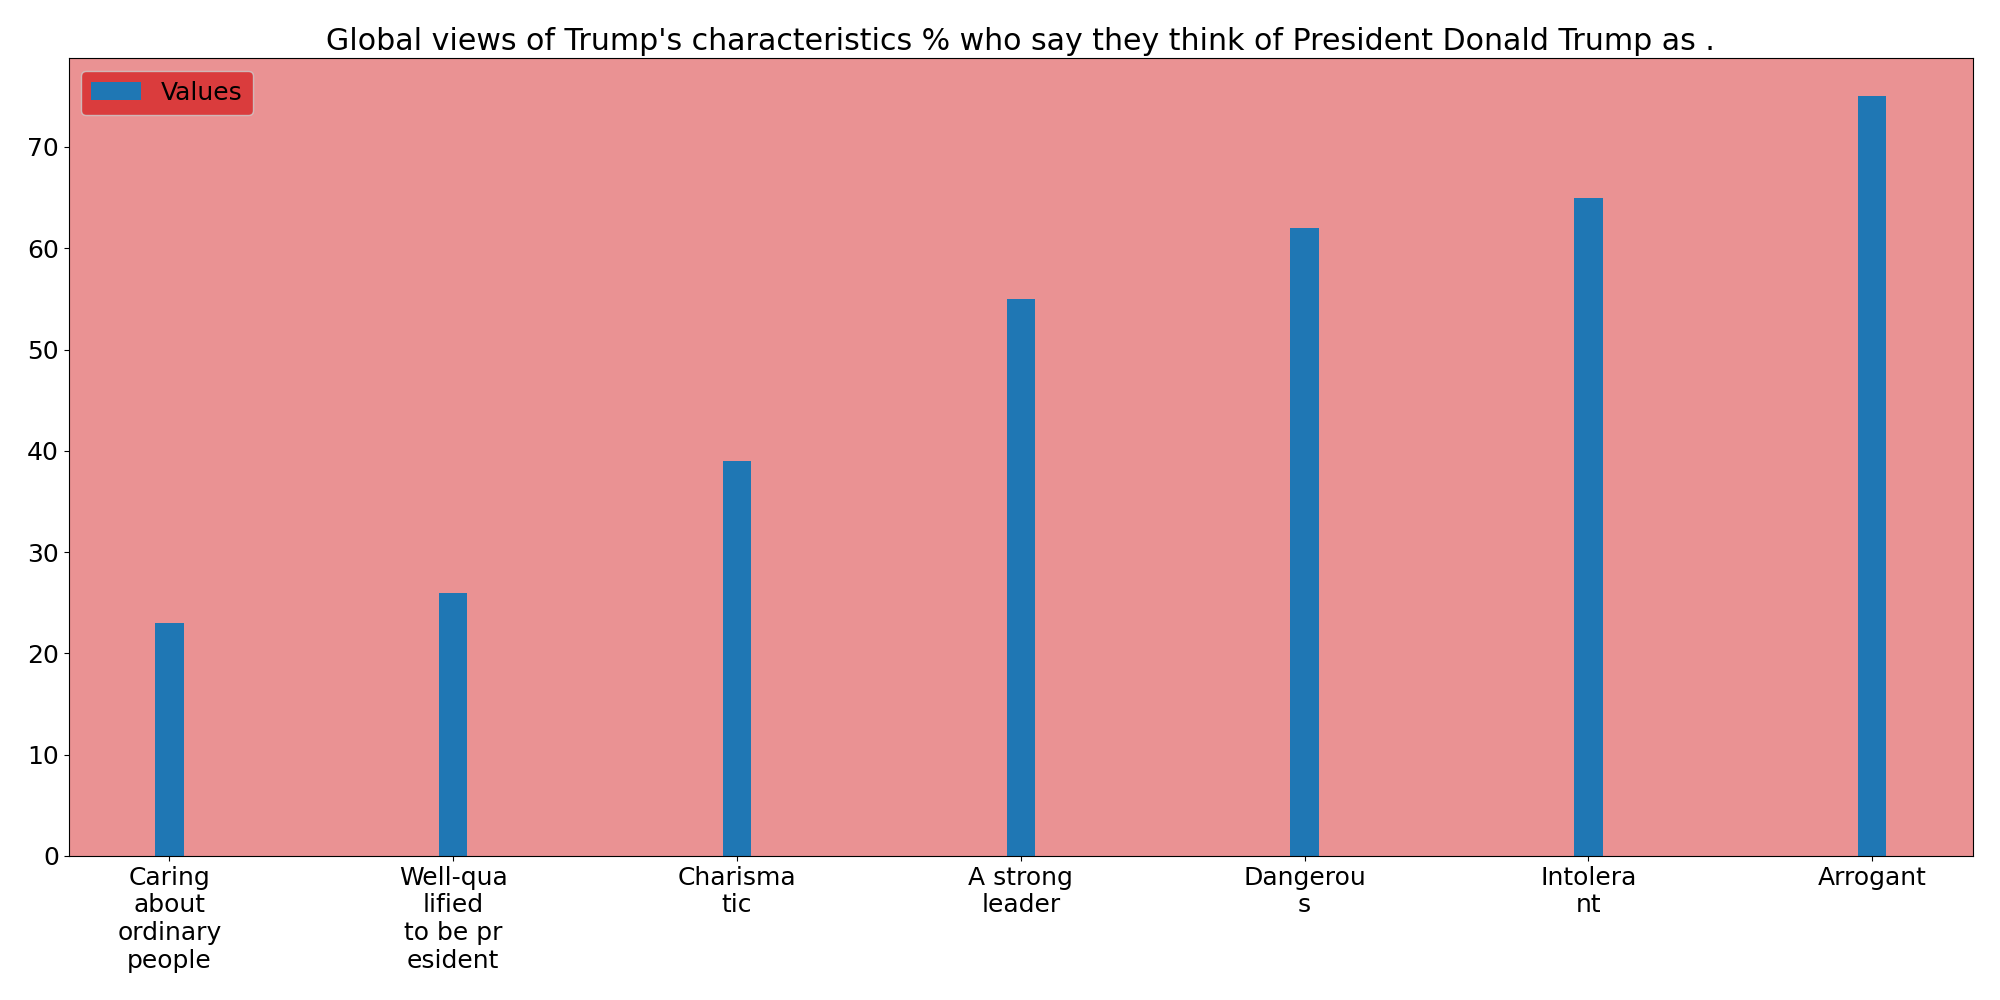 Global views of Trump's characteristics % who say they think of President Donald Trump as .
Values
70
60
50
40
30
20
10
0
Caring
about
ordinary
people
Well-qua
lified
to be pr
esident
Charisma
tic
A strong
leader
Dangerou
s
Intolera
nt
Arrogant